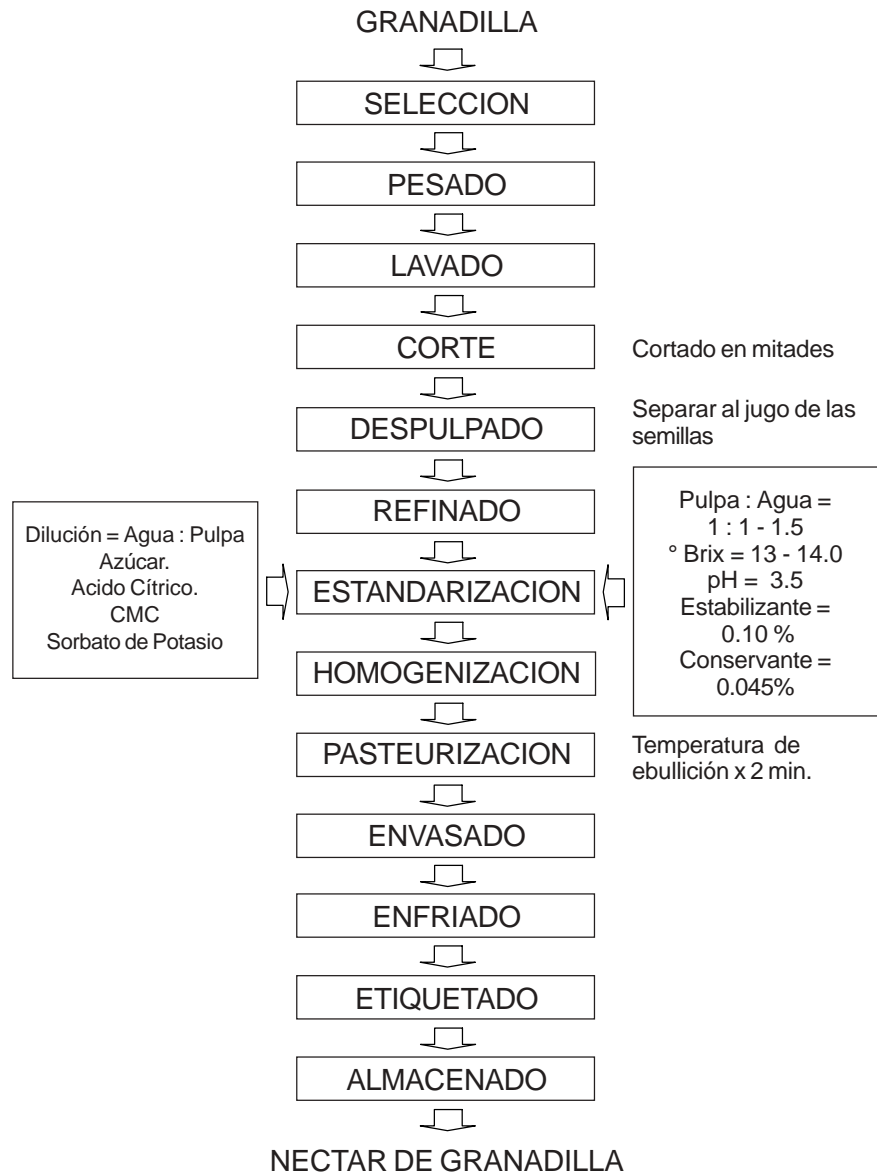 GRANADILLA
SELECCION
PESADO
LAVADO
CORTE
Cortado en mitades
DESPULPADO
Separar al jugo de las
semillas
REFINADO
Dilución = Agua : Pulpa
Azúcar.
Acido Cítrico.
CMC
Sorbato de Potasio
ESTANDARIZACION
Pulpa : Agua =
1 : 1 - 1.5
° Brix = 13 - 14.0
pH = 3.5
Estabilizante =
0.10 %
Conservante =
0.045%
HOMOGENIZACION
PASTEURIZACION
Temperatura de
ebullición x 2 min.
ENVASADO
ENFRIADO
ETIQUETADO
ALMACENADO
NECTAR DE GRANADILLA